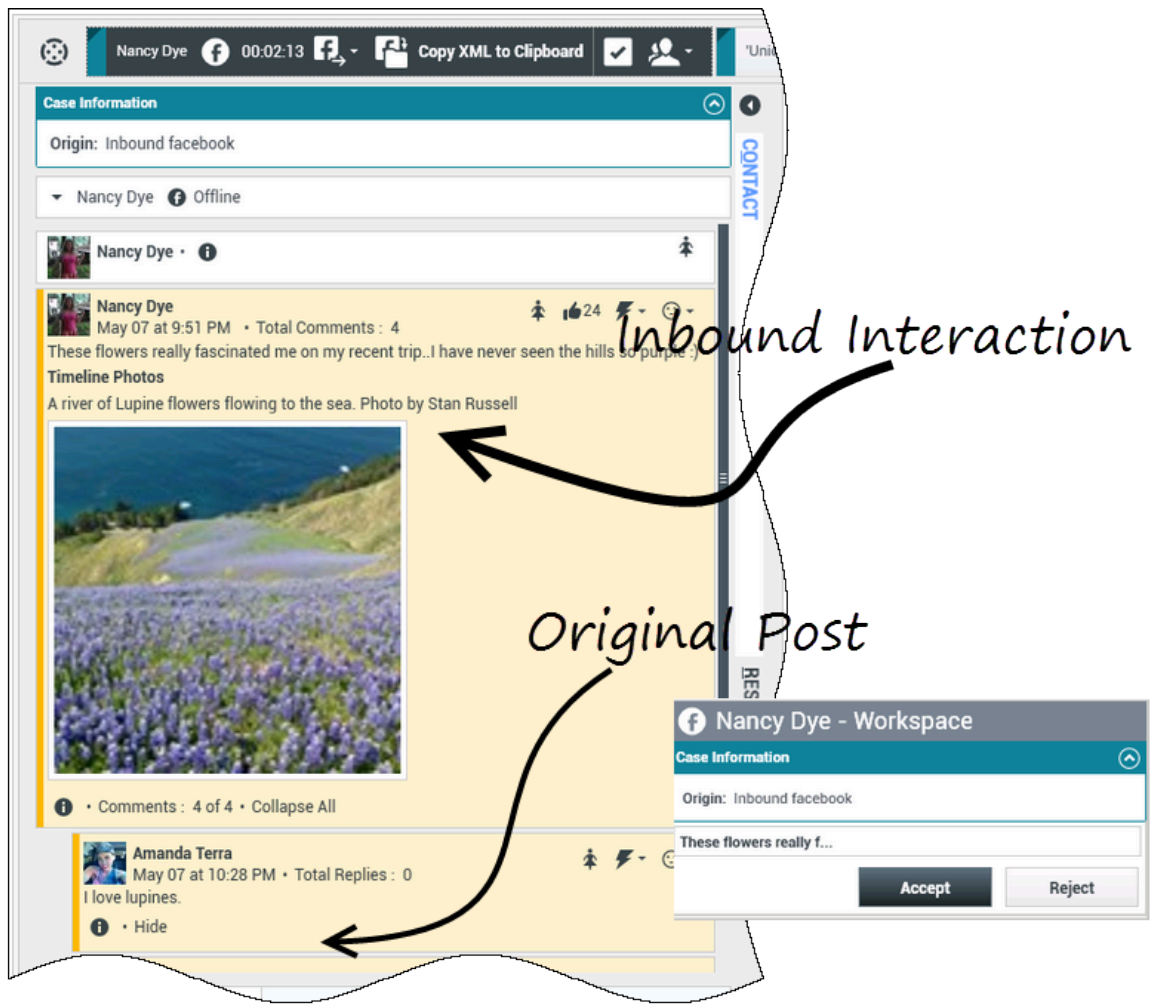 Nancy Dye 00:02:13 Copy XML to Clipboard
Case Information
Origin: Inbound facebook
CONTACT
Nancy Dye Offline
Nancy Dye •
Nancy Dye
May 07 at 9:51 PM • Total Comments : 4
24
These flowers really fascinated me on my recent trip..I have never seen the hills so purple :)
Inbound Interaction
Timeline Photos
A river of Lupine flowers flowing to the sea. Photo by Stan Russell
Original Post
RES
• Comments : 4 of 4 • Collapse All
Amanda Terra
May 07 at 10:28 PM • Total Replies : 0
I love lupines.
• Hide
Nancy Dye - Workspace
Case Information
Origin: Inbound facebook
These flowers really f...
Accept Reject